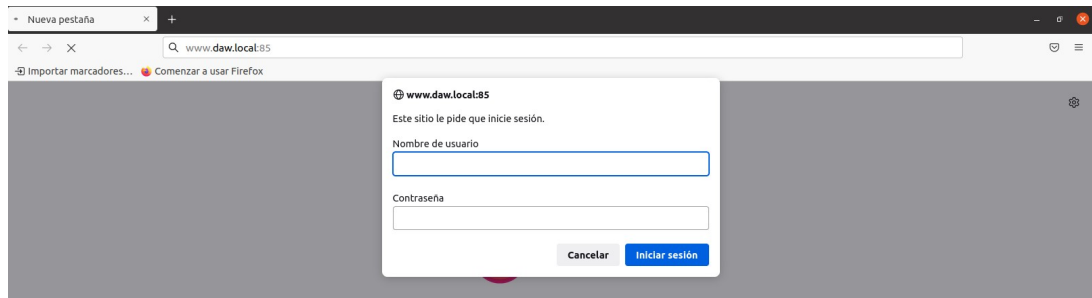 Nueva pestaña
www.daw.local:85
Importar marcadores... Comenzar a usar Firefox
www.daw.local:85
Este sitio le pide que inicie sesión.
Nombre de usuario
Contraseña
Cancelar Iniciar sesión